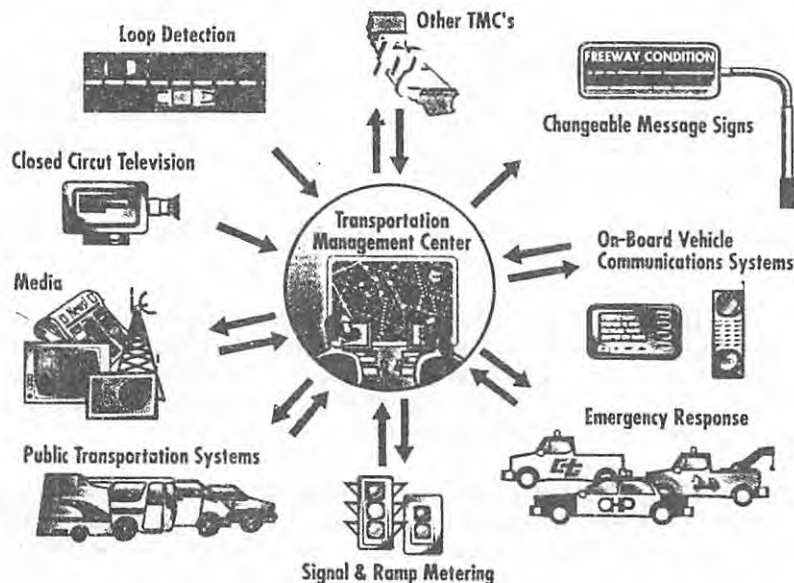 Other TMC's
Loop Detection
FREEWAY CONDITION
Changeable Message Signs
Closed Circut Television
Transportation
Management Center
On-Board Vehicle
Communications Systems
Media
News
Emergency Response
Public Transportation Systems
CHP
Signal & Ramp Metering